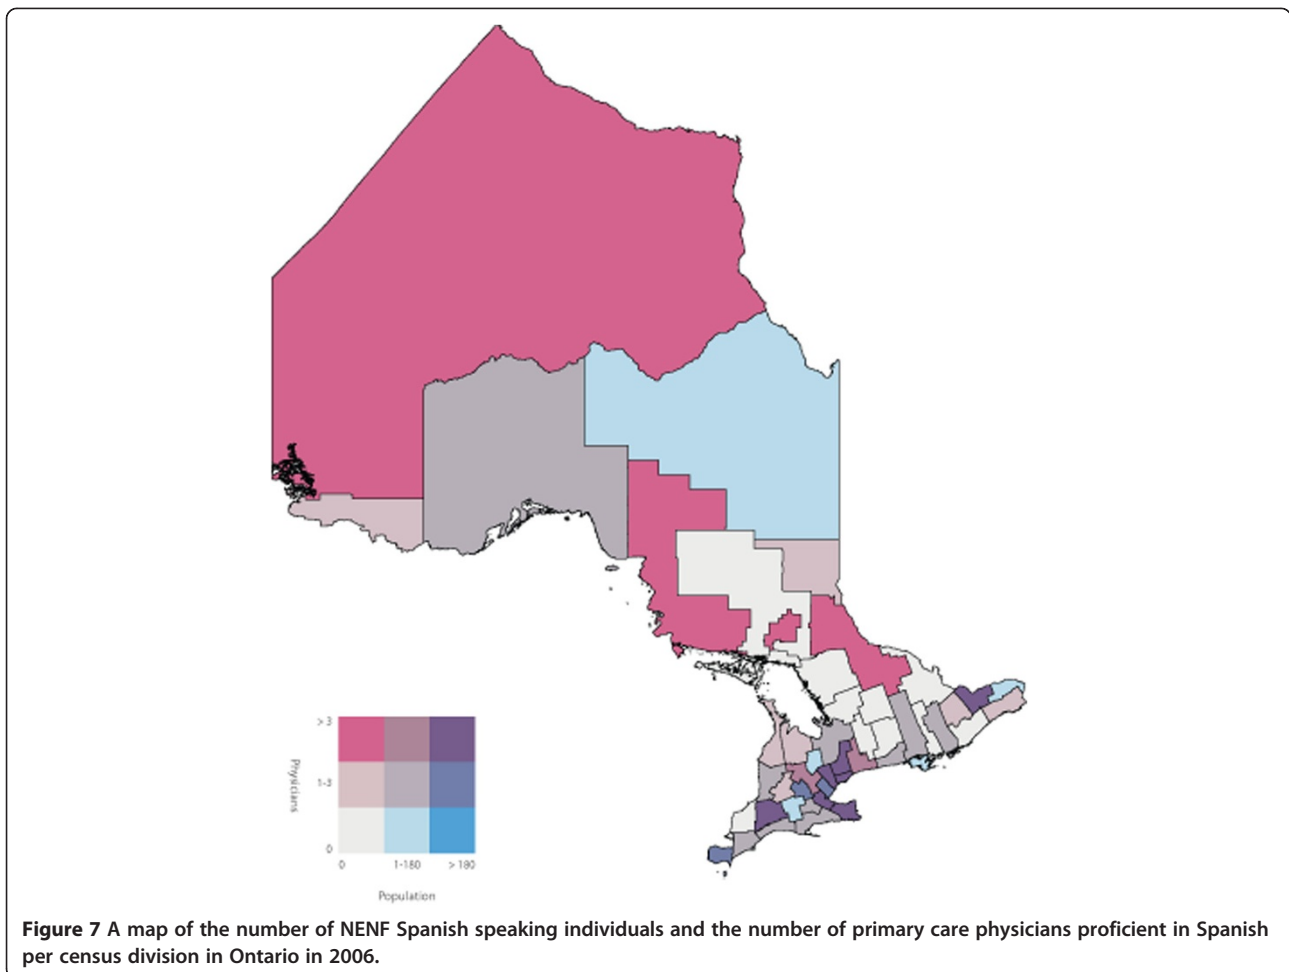 > 3
1-3
0
Physicians
0
1-180
> 180
Population
Figure 7 A map of the number of NENF Spanish speaking individuals and the number of primary care physicians proficient in Spanish
per census division in Ontario in 2006.